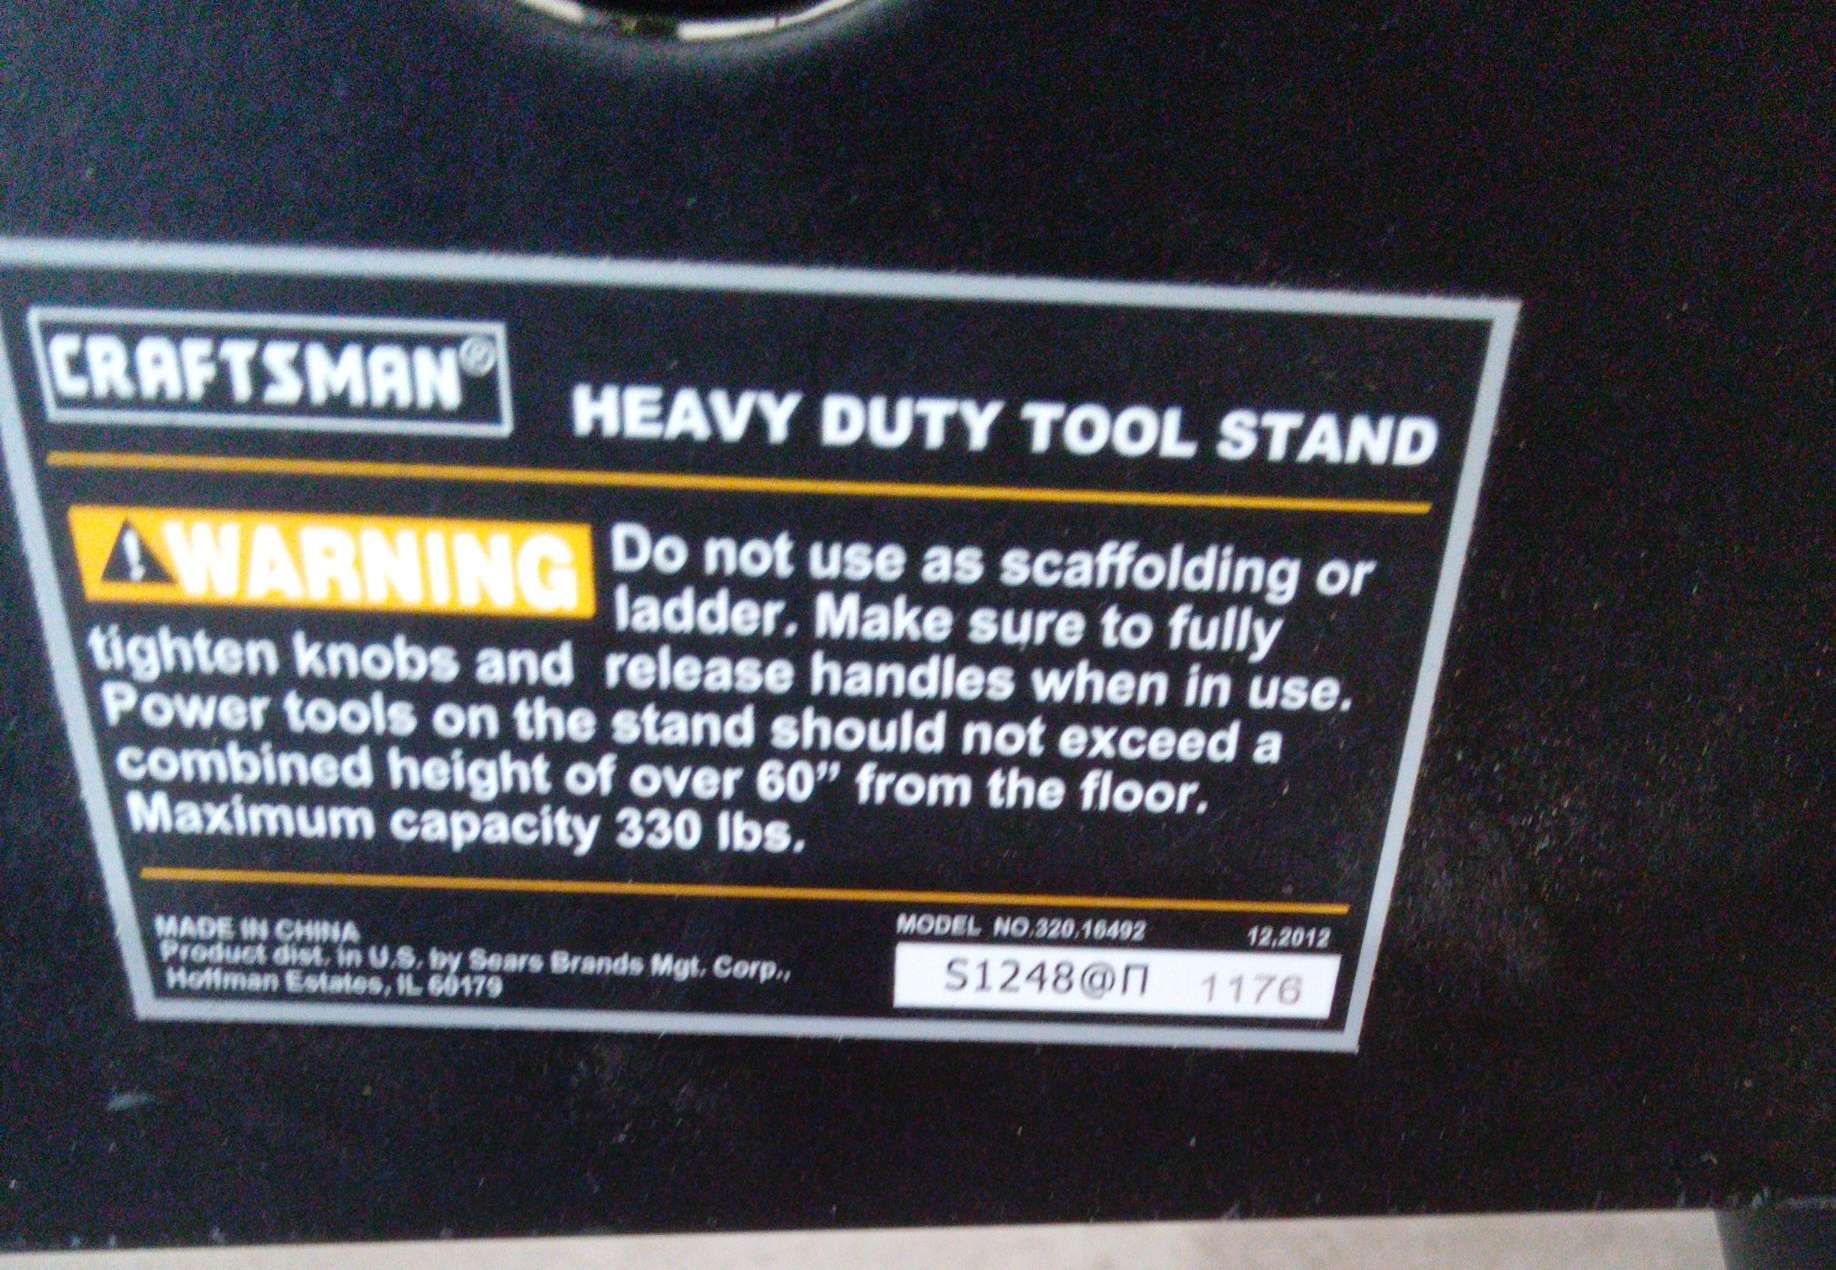 CRAFTSMAN®
HEAVY DUTY TOOL STAND
WARNING Do not use as scaffolding or
ladder. Make sure to fully
tighten knobs and release handles when in use.
Power tools on the stand should not exceed a
combined height of over 60” from the floor.
Maximum capacity 330 lbs.
MADE IN CHINA
Product dist. in U.S. by Sears Brands Mgt. Corp.,
Hoffman Estates, IL 60179
MODEL NO.320.16492 12,2012
S1248@П 1176